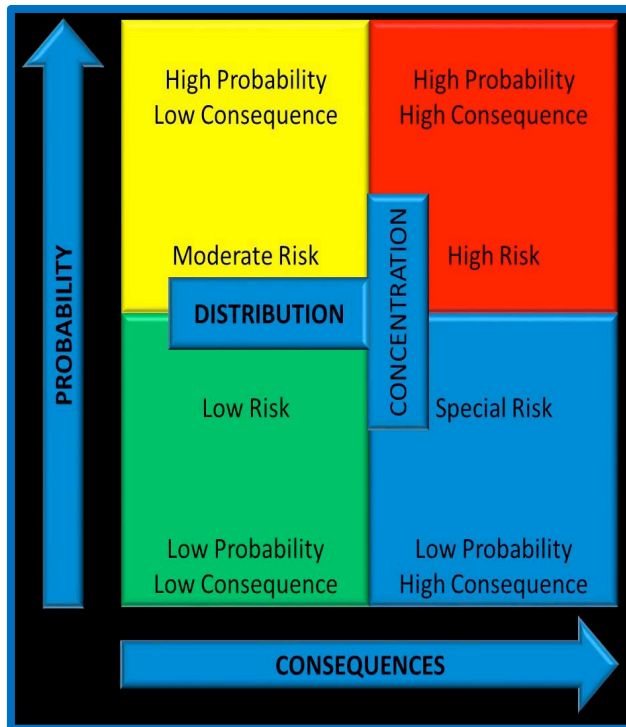 High Probability
Low Consequence
High Probability
High Consequence
Moderate Risk
High Risk
PROBABILITY
DISTRIBUTION
CONCENTRATION
Low Risk
Special Risk
Low Probability
Low Consequence
Low Probability
High Consequence
CONSEQUENCES